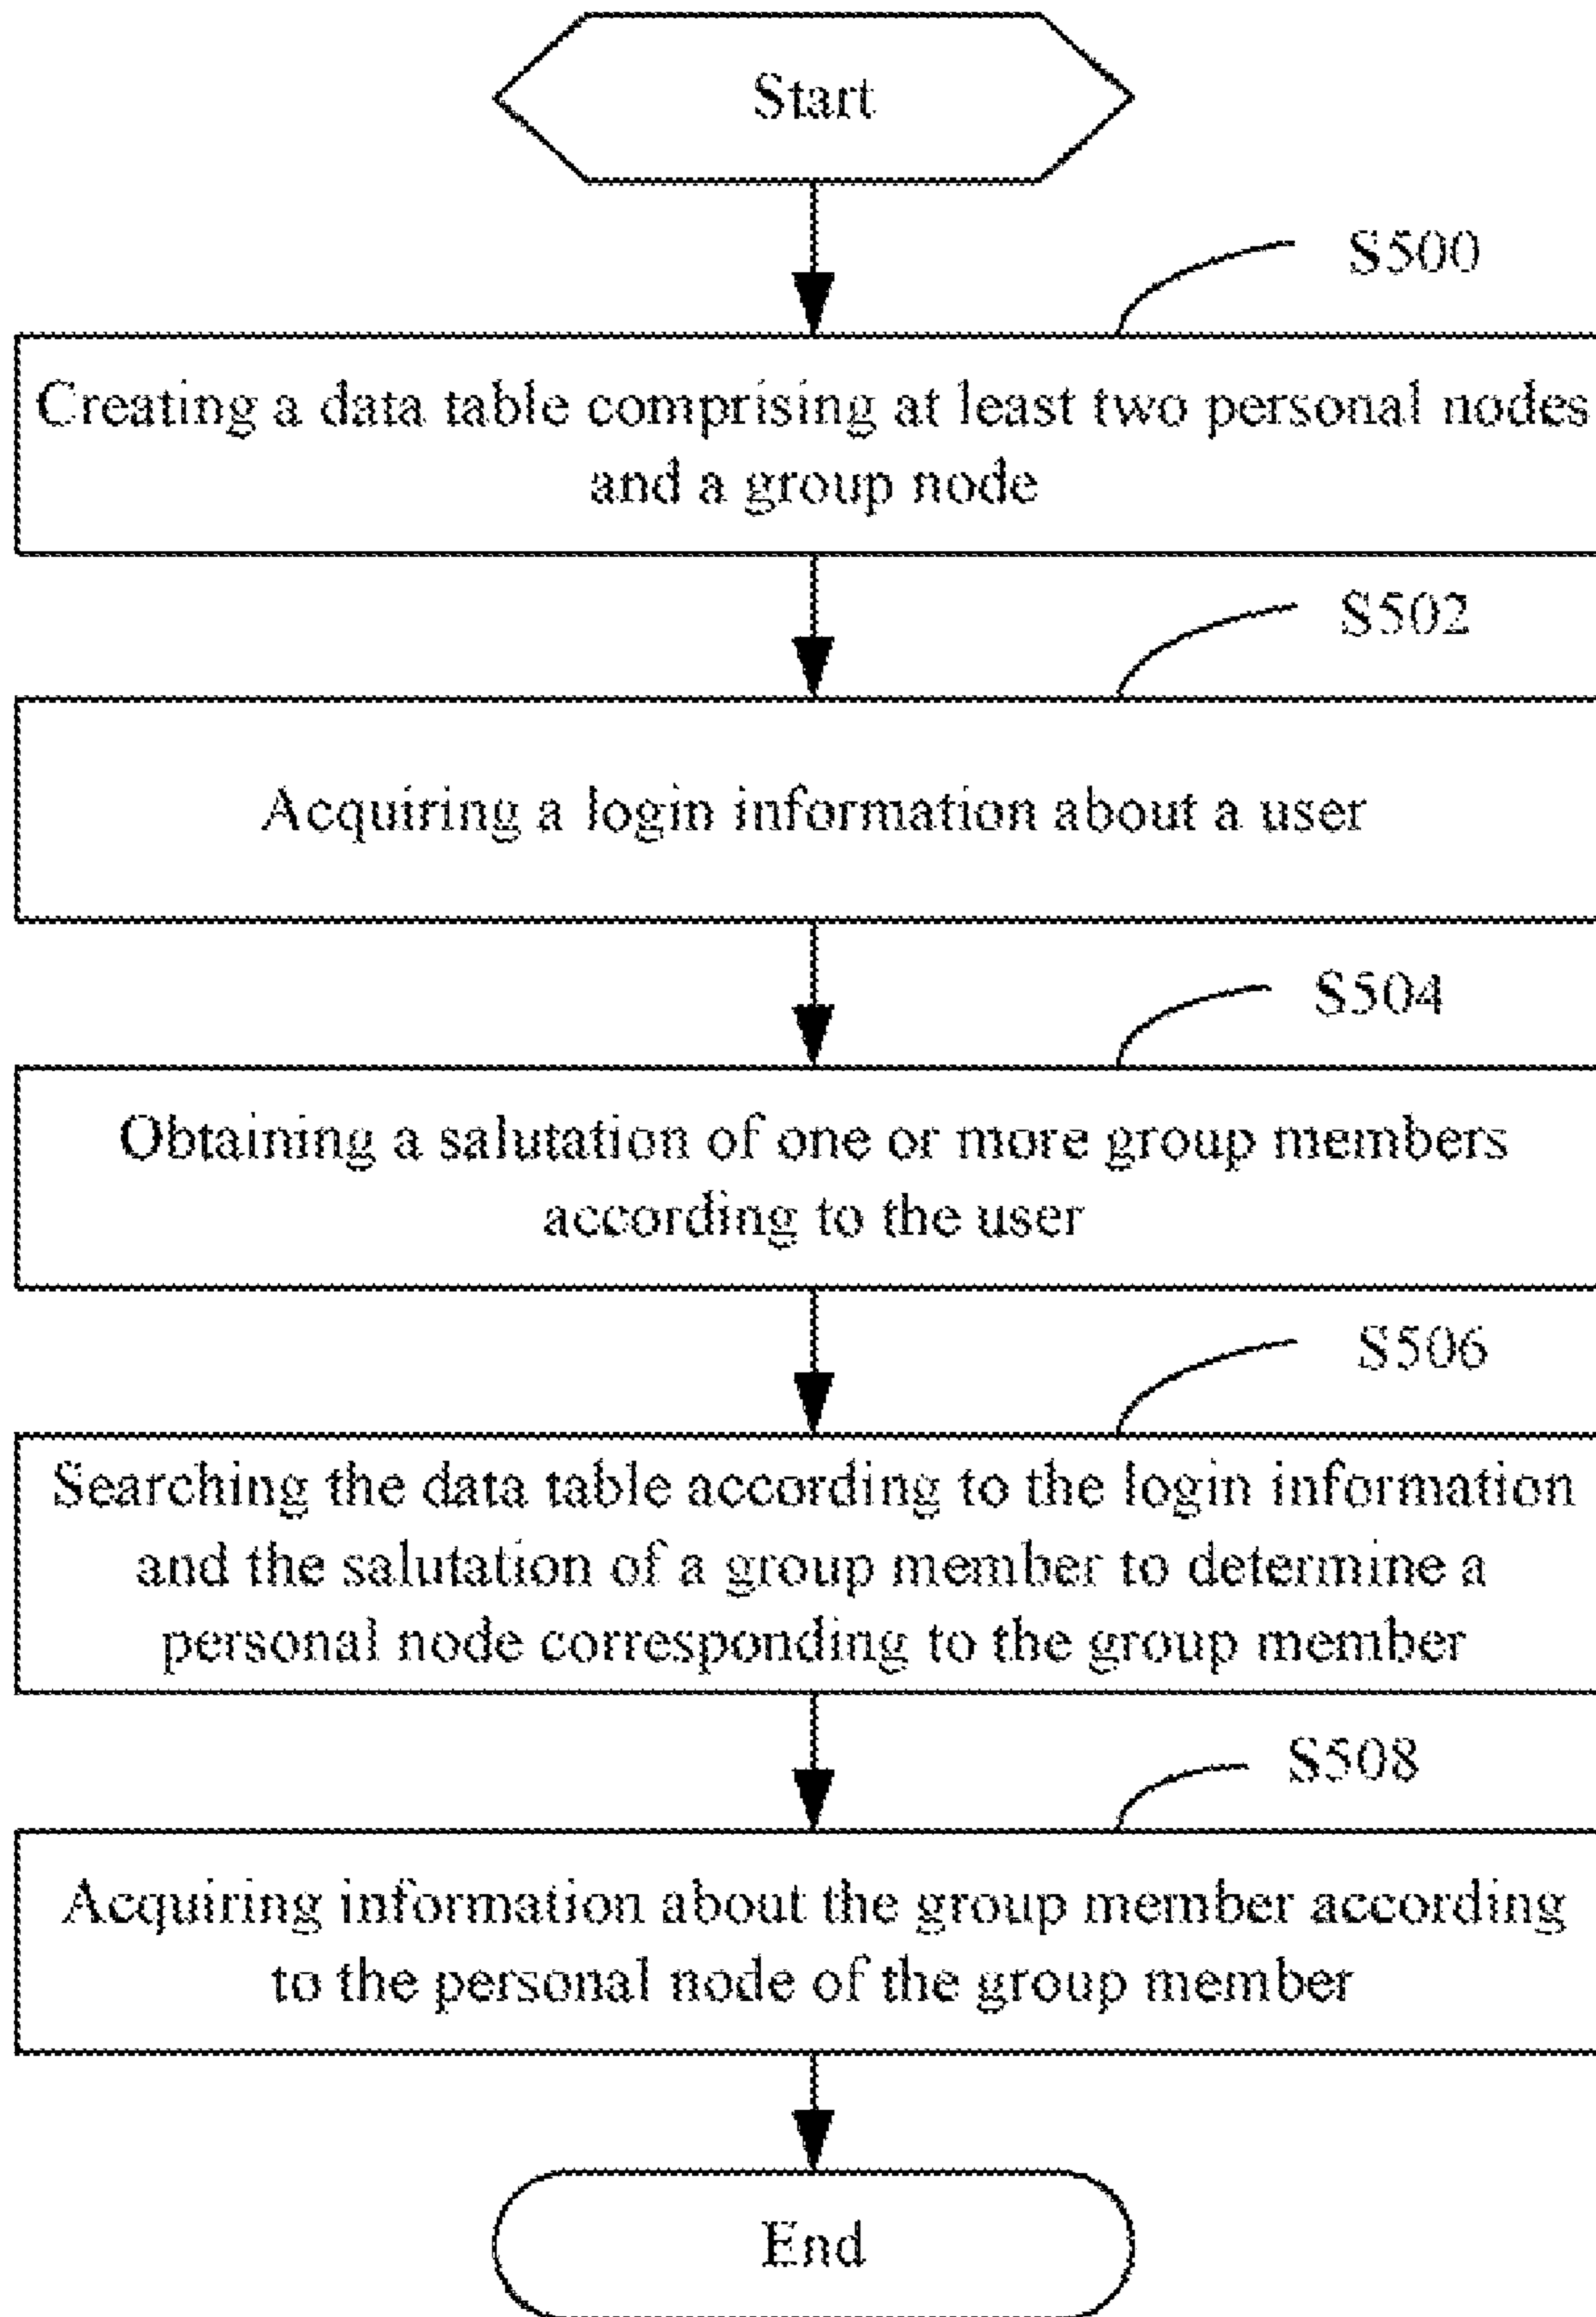 Start
S500
Creating a data table comprising at least two personal nodes
and a group node
S502
Acquiring a login information about a user
S504
Obtaining a salutation of one or more group members
according to the user
S506
Searching the data table according to the login information
and the salutation of a group member to determine a
personal node corresponding to the group member
S508
Acquiring information about the group member according
to the personal node of the group member
End